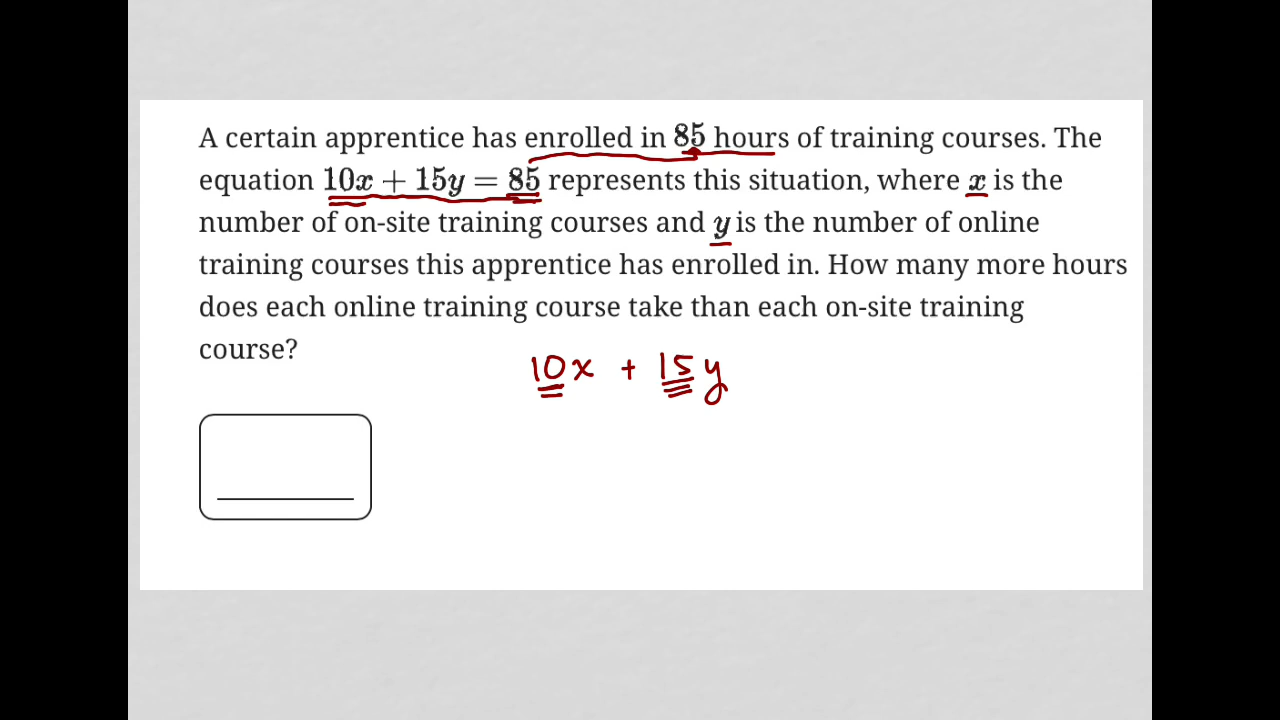 A certain apprentice has enrolled in 85 hours of training courses. The
equation 10x + 15y = 85 represents this situation, where x is the
number of on-site training courses and y is the number of online
training courses this apprentice has enrolled in. How many more hours
does each online training course take than each on-site training
course?
10x + 15y